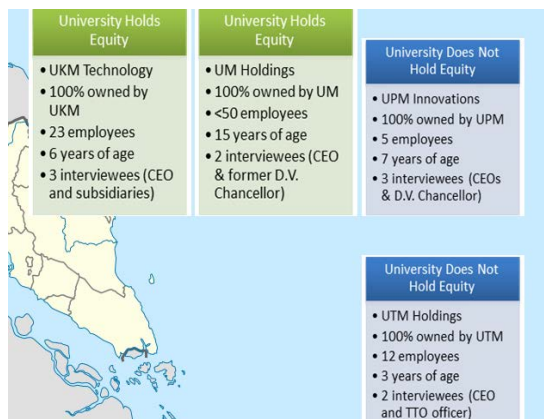 University Holds
Equity
• UKM Technology
• 100% owned by
UKM
• 23 employees
• 6 years of age
• 3 interviewees (CEO
and subsidiaries)
University Holds
Equity
• UM Holdings
• 100% owned by UM
• <50 employees
• 15 years of age
• 2 interviewees (CEO
& former D.V.
Chancellor)
University Does Not
Hold Equity
• UPM Innovations
• 100% owned by UPM
• 5 employees
• 7 years of age
• 3 interviewees (CEOs
& D.V. Chancellor)
University Does Not
Hold Equity
• UTM Holdings
• 100% owned by UTM
• 12 employees
• 3 years of age
• 2 interviewees (CEO
and TTO officer)